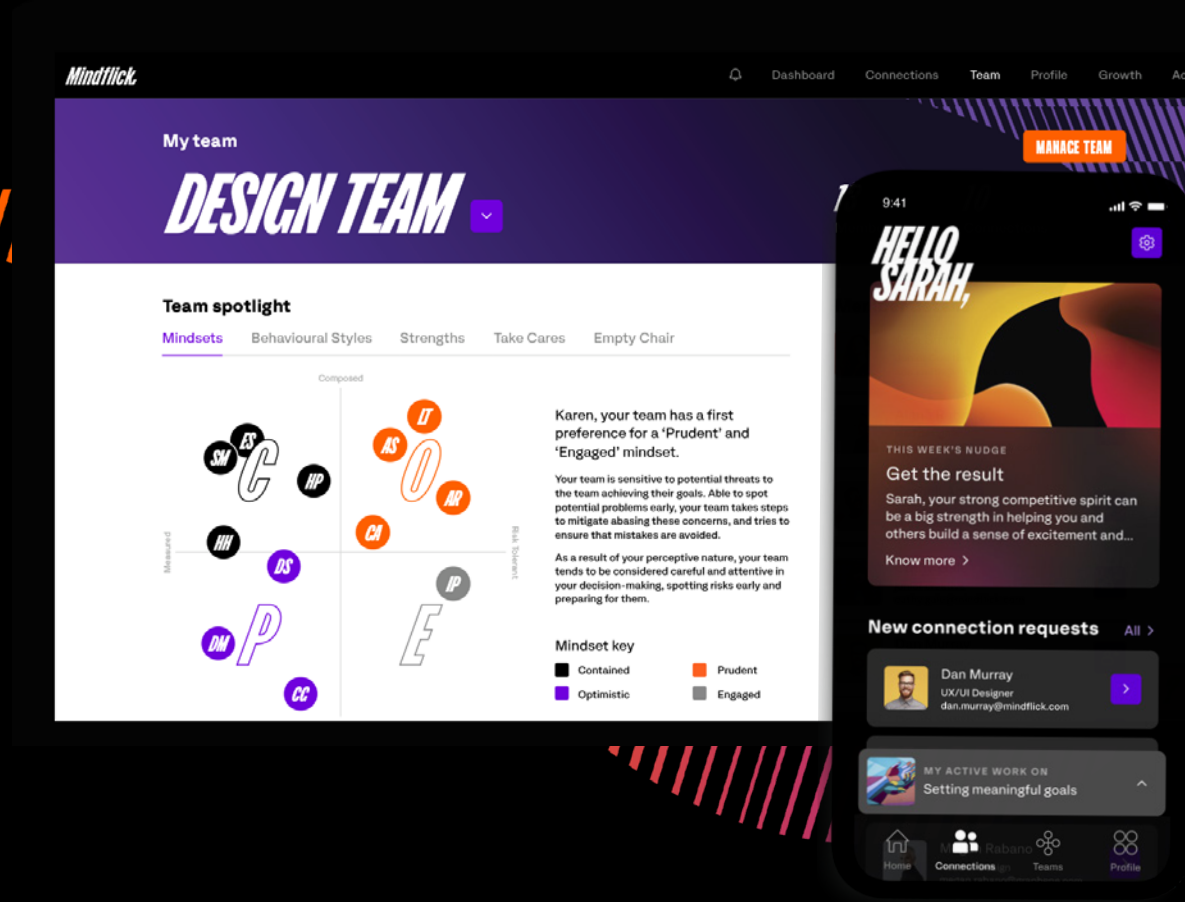 Mindflick
Dashboard
Connections
Team
Profile
Growth
My team
MANAGE TEAM
DESIGN TEAM
Team spotlight
Mindsets
Behavioural Styles
Strengths
Take Cares
Empty Chair
Composed
Measured
Risk Tolerant
C
O
P
E
ES
SM
HP
HH
LT
AS
AR
CA
DS
DM
CC
IP
Karen, your team has a first
preference for a ‘Prudent’ and
‘Engaged’ mindset.
Your team is sensitive to potential threats to
the team achieving their goals. Able to spot
potential problems early, your team takes steps
to mitigate abasing these concerns, and tries to
ensure that mistakes are avoided.
As a result of your perceptive nature, your team
tends to be considered careful and attentive in
your decision-making, spotting risks early and
preparing for them.
Mindset key
Contained
Prudent
Optimistic
Engaged
9:41
HELLO
SARAH,
THIS WEEK'S NUDGE
Get the result
Sarah, your strong competitive spirit can
be a big strength in helping you and
others build a sense of excitement and...
Know more
New connection requests
All
Dan Murray
UX/UI Designer
dan.murray@mindflick.com
MY ACTIVE WORK ON
Setting meaningful goals
Rabano
Home
Connections
Teams
Profile